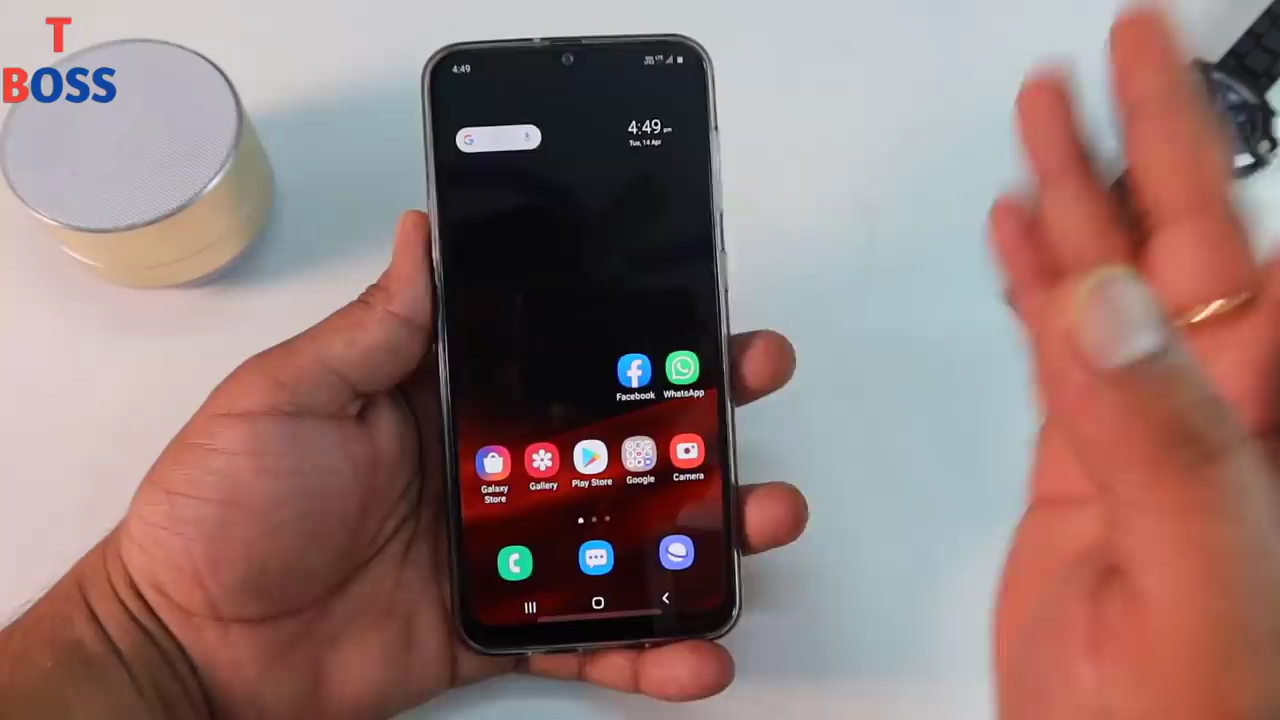 T
BOSS
4:49
4:49 pm
Tue, 14 Apr
Facebook
WhatsApp
Galaxy
Store
Gallery
Play Store
Google
Camera